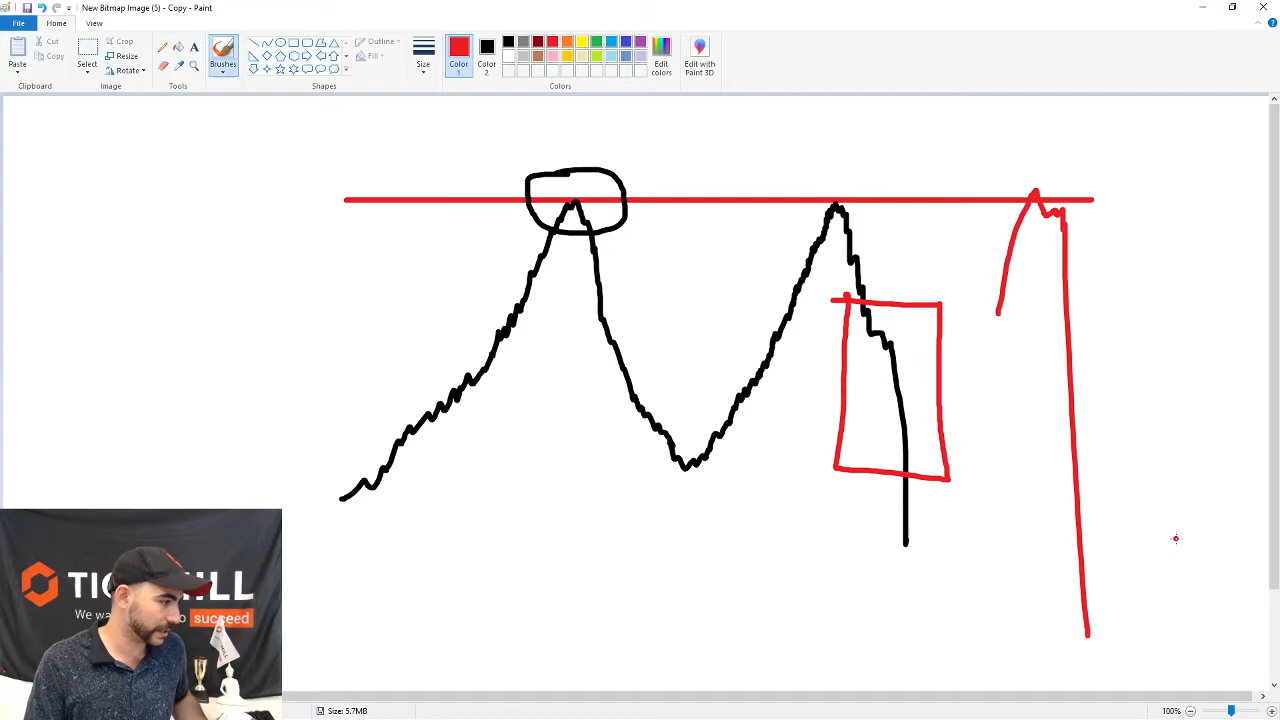 New Bitmap Image (5) - Copy - Paint
File
Home
View
Paste
Cut
Copy
Clipboard
Select
Crop
Resize
Rotate
Image
A
Tools
Brushes
Outline
Fill
Shapes
Size
Color
1
Color
2
Edit
colors
Edit with
Paint 3D
Colors
succeed
Size: 5.7MB
100%